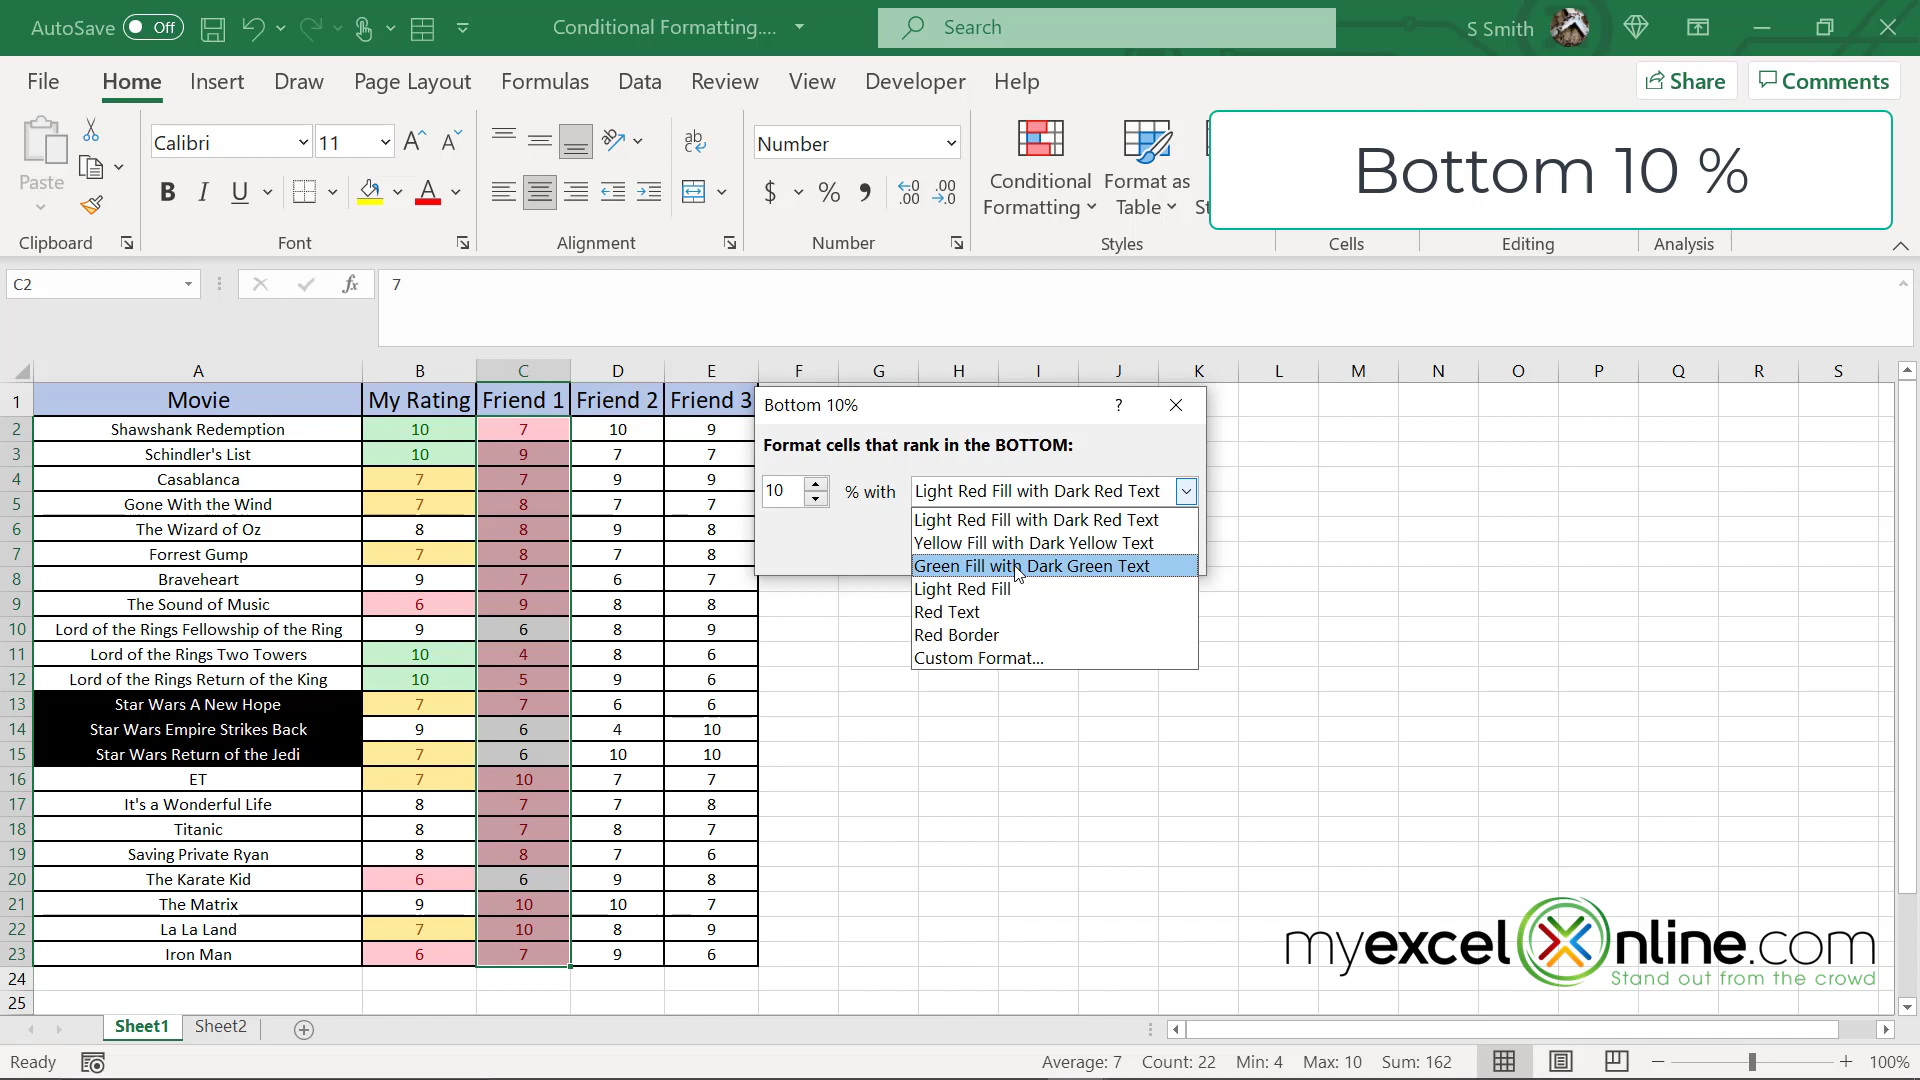 AutoSave Off Conditional Formatting.... Search S Smith
File Home Insert Draw Page Layout Formulas Data Review View Developer Help Share Comments
Paste
Clipboard
Calibri 11
B I U A
Font
ab
Alignment
Number
$ % , .00
Number
Conditional Formatting
Format as Table
Styles
Cells
Editing
Analysis
Bottom 10 %
C2 fx 7
A B C D E F G H I J K L M N O P Q R S
1 Movie My Rating Friend 1 Friend 2 Friend 3
2 Shawshank Redemption 10 7 10 9
3 Schindler's List 10 9 7 7
4 Casablanca 7 7 9 9
5 Gone With the Wind 7 8 7 7
6 The Wizard of Oz 8 8 9 8
7 Forrest Gump 7 8 7 8
8 Braveheart 9 7 6 7
9 The Sound of Music 6 9 8 8
10 Lord of the Rings Fellowship of the Ring 9 6 8 9
11 Lord of the Rings Two Towers 10 4 8 6
12 Lord of the Rings Return of the King 10 5 9 6
13 Star Wars A New Hope 7 7 6 6
14 Star Wars Empire Strikes Back 9 6 4 10
15 Star Wars Return of the Jedi 7 6 10 10
16 ET 7 10 7 7
17 It's a Wonderful Life 8 7 7 8
18 Titanic 8 7 8 7
19 Saving Private Ryan 8 8 7 6
20 The Karate Kid 6 6 9 8
21 The Matrix 9 10 10 7
22 La La Land 7 10 8 9
23 Iron Man 6 7 9 6
24
25
Bottom 10% ?
Format cells that rank in the BOTTOM:
10 % with Light Red Fill with Dark Red Text
Light Red Fill with Dark Red Text
Yellow Fill with Dark Yellow Text
Green Fill with Dark Green Text
Light Red Fill
Red Text
Red Border
Custom Format...
myexcelonline.com
Stand out from the crowd
Sheet1 Sheet2
Ready Average: 7 Count: 22 Min: 4 Max: 10 Sum: 162 100%